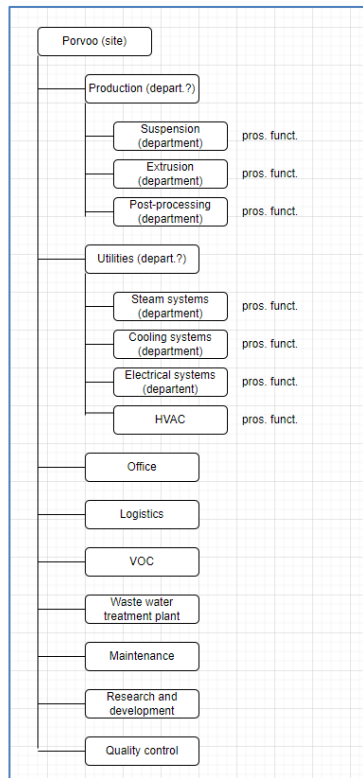 Porvoo (site)
Production (depart.?)
Suspension
(department)
pros. funct.
Extrusion
(department)
pros. funct.
Post-processing
(department)
pros. funct.
Utilities (depart.?)
Steam systems
(department)
pros. funct.
Cooling systems
(department)
pros. funct.
Electrical systems
(departent)
pros. funct.
HVAC
pros. funct.
Office
Logistics
VOC
Waste water
treatment plant
Maintenance
Research and
development
Quality control